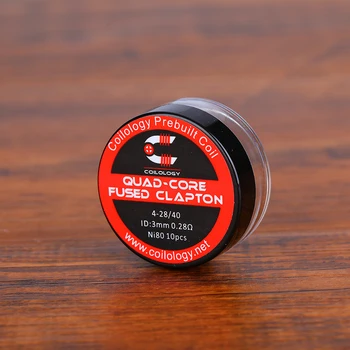 Coilology Prebuilt Coil
COILOLOGY
QUAD-CORE
FUSED CLAPTON
4-28/40
ID:3mm 0.28Ω
Ni80 10pcs
www.coilology.net